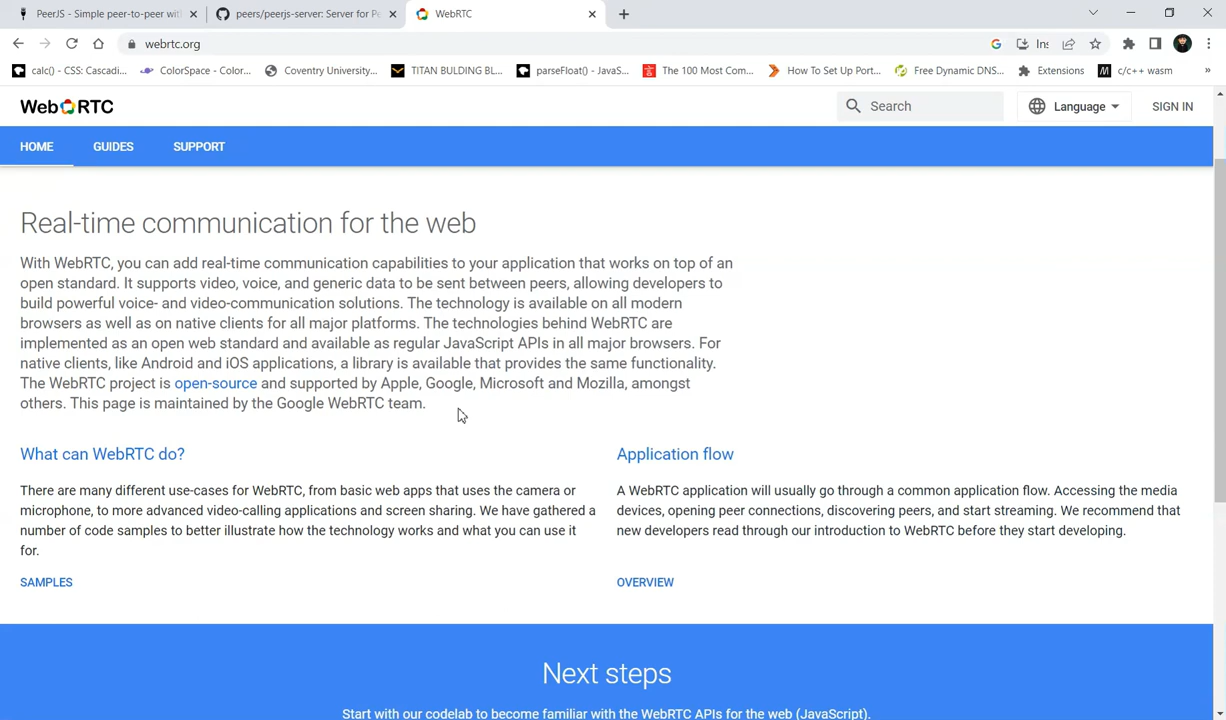 PeerJS - Simple peer-to-peer wit
peers/peerjs-server: Server for Pe
WebRTC
webrtc.org
Ins
calc() - CSS: Cascadi...
ColorSpace - Color...
Coventry University...
TITAN BULDING BL...
parseFloat() - JavaS...
The 100 Most Com...
How To Set Up Port...
Free Dynamic DNS...
Extensions
c/c++ wasm
»
WebRTC
Search
Language
SIGN IN
HOME
GUIDES
SUPPORT
Real-time communication for the web
With WebRTC, you can add real-time communication capabilities to your application that works on top of an
open standard. It supports video, voice, and generic data to be sent between peers, allowing developers to
build powerful voice- and video-communication solutions. The technology is available on all modern
browsers as well as on native clients for all major platforms. The technologies behind WebRTC are
implemented as an open web standard and available as regular JavaScript APIs in all major browsers. For
native clients, like Android and iOS applications, a library is available that provides the same functionality.
The WebRTC project is open-source and supported by Apple, Google, Microsoft and Mozilla, amongst
others. This page is maintained by the Google WebRTC team.
What can WebRTC do?
There are many different use-cases for WebRTC, from basic web apps that uses the camera or
microphone, to more advanced video-calling applications and screen sharing. We have gathered a
number of code samples to better illustrate how the technology works and what you can use it
for.
SAMPLES
Application flow
A WebRTC application will usually go through a common application flow. Accessing the media
devices, opening peer connections, discovering peers, and start streaming. We recommend that
new developers read through our introduction to WebRTC before they start developing.
OVERVIEW
Next steps
Start with our codelab to become familiar with the WebRTC APIs for the web (JavaScript).